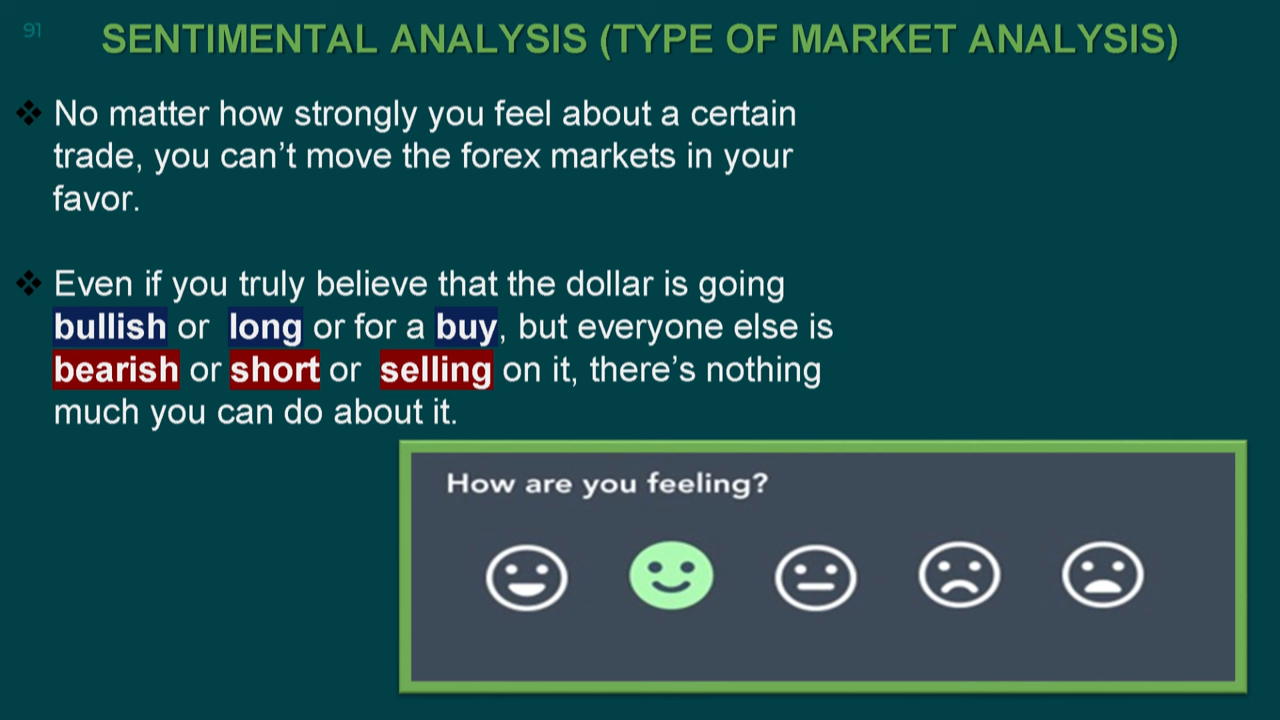 91
SENTIMENTAL ANALYSIS (TYPE OF MARKET ANALYSIS)
No matter how strongly you feel about a certain
trade, you can’t move the forex markets in your
favor.
Even if you truly believe that the dollar is going
bullish or long or for a buy, but everyone else is
bearish or short or selling on it, there’s nothing
much you can do about it.
How are you feeling?